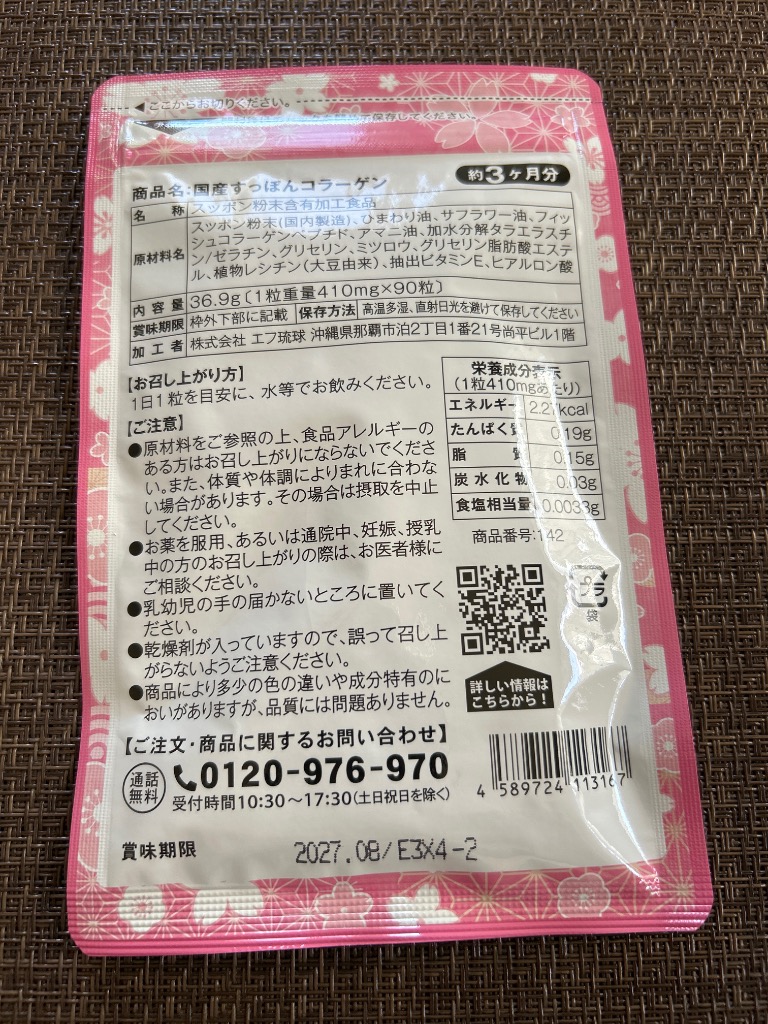 ◀ここからお切りください。
保存してください。
約3ヶ月分
商品名:国産すっぽんコラーゲン
名 称 スッポン粉末含有加工食品
原材料名 スッポン粉末(国内製造)、ひまわり油、サフラワー油、フィッ
シュコラーゲンペプチド、アマニ油、加水分解タラエラスチ
ン/ゼラチン、グリセリン、ミツロウ、グリセリン脂肪酸エステ
ル、植物レシチン(大豆由来)、抽出ビタミンE、ヒアルロン酸
内容量 36.9g〔1粒重量410mg×90粒〕
賞味期限 枠外下部に記載 保存方法 高温多湿、直射日光を避けて保存してください
加工者 株式会社 エフ琉球 沖縄県那覇市泊2丁目1番21号尚平ビル1階
【お召し上がり方】
1日1粒を目安に、水等でお飲みください。
【ご注意】
●原材料をご参照の上、食品アレルギーの
ある方はお召し上がりにならないでくださ
い。また、体質や体調によりまれに合わな
い場合があります。その場合は摂取を中止
してください。
●お薬を服用、あるいは通院中、妊娠、授乳
中の方のお召し上がりの際は、お医者様に
ご相談ください。
●乳幼児の手の届かないところに置いてく
ださい。
●乾燥剤が入っていますので、誤って召し上
がらないようご注意ください。
●商品により多少の色の違いや成分特有のに
おいがありますが、品質には問題ありません。
栄養成分表示
(1粒410mgあたり)
エネルギー 2.27kcal
たんぱく質 0.19g
脂 質 0.15g
炭水化物 0.03g
食塩相当量 0.0033g
商品番号:142
プラ
袋
詳しい情報は
こちらから!
【ご注文・商品に関するお問い合わせ】
通話
無料
0120-976-970
受付時間10:30〜17:30(土日祝日を除く)
4 589724 113167
賞味期限 2027.08/E3X4-2